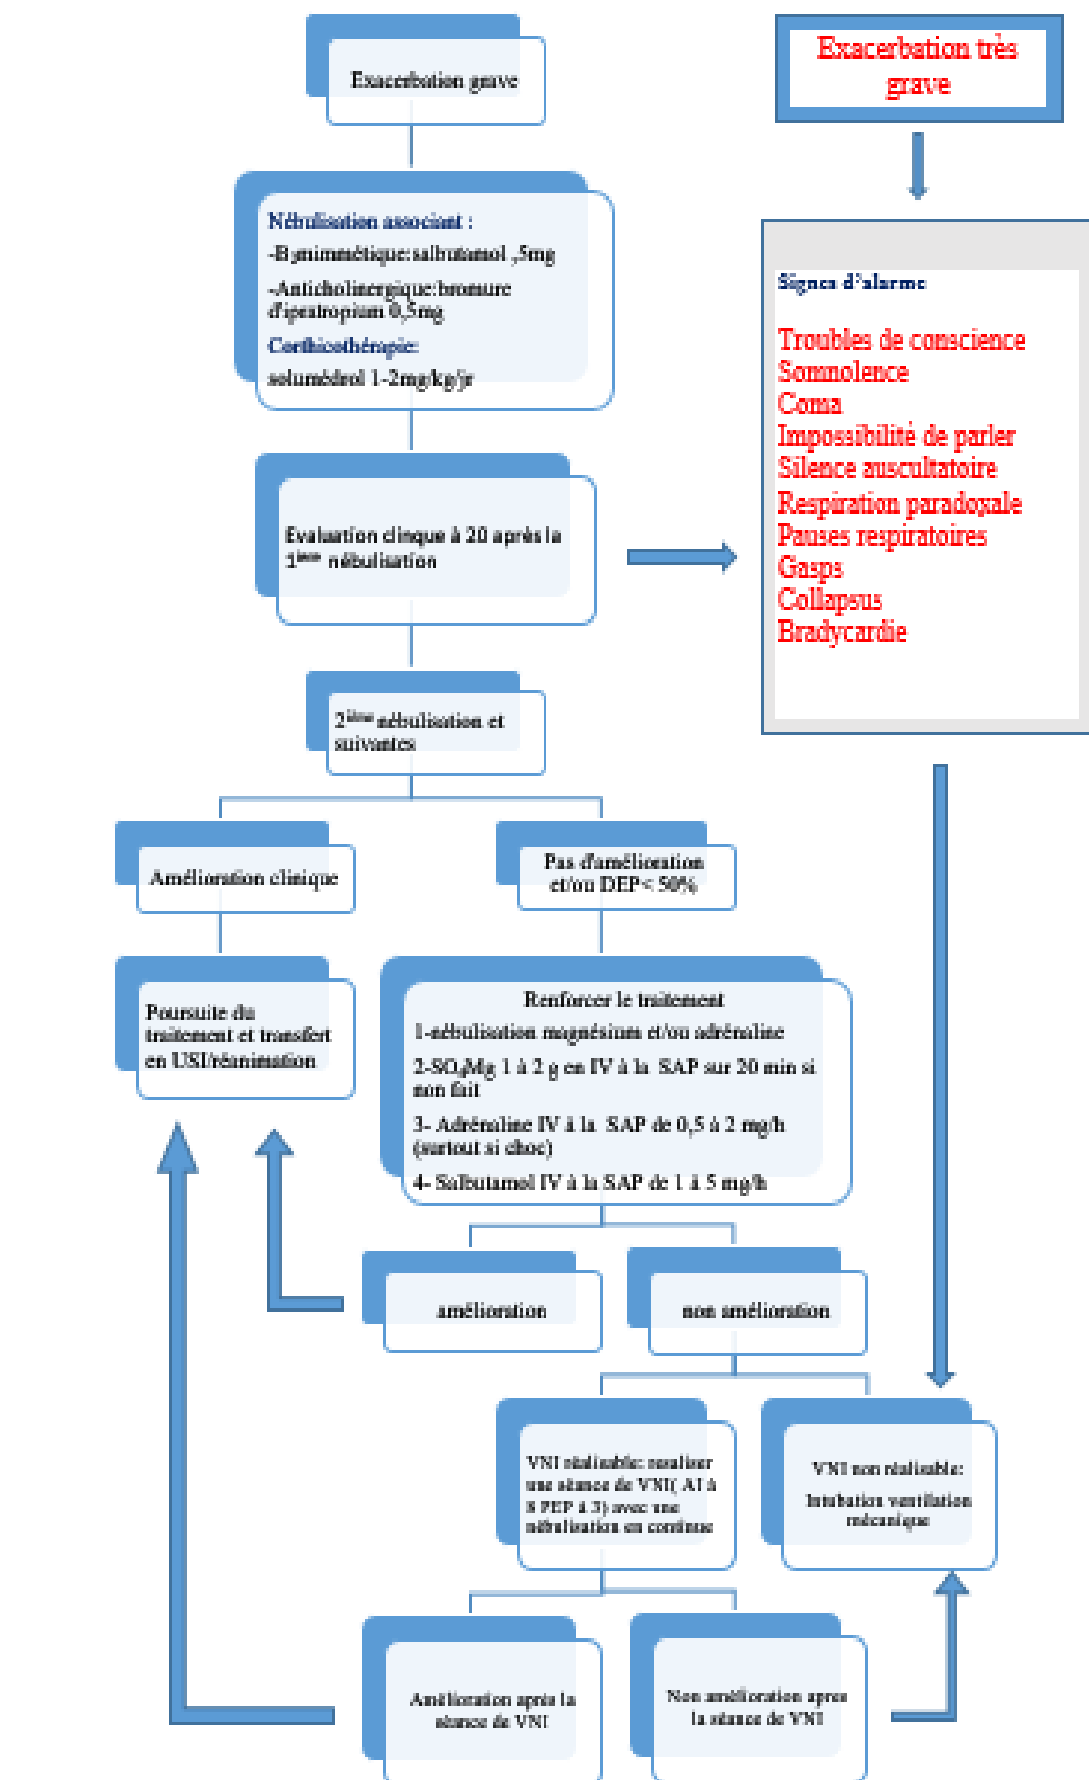 Exacerbation grave
Exacerbation très
grave
Nébulisation associant :
-B₂mimmétique:salbutamol ,5mg
-Anticholinergique:bromure
d'ipratropium 0,5mg
Corthicothérapie:
solumédrol 1-2mg/kg/jr
Signes d'alarme
Troubles de conscience
Somnolence
Coma
Impossibilité de parler
Silence auscultatoire
Respiration paradoxale
Pauses respiratoires
Gasps
Collapsus
Bradycardie
Evaluation clinque à 20 après la
1ière nébulisation
2ième nébulisation et
suivantes
Amélioration clinique
Pas d'amélioration
et/ou DEP< 50%
Poursuite du
traitement et transfert
en USI/réanimation
Renforcer le traitement
1-nébulisation magnésium et/ou adrénaline
2-SO₄Mg 1 à 2 g en IV à la SAP sur 20 min si
non fait
3- Adrénaline IV à la SAP de 0,5 à 2 mg/h
(surtout si choc)
4- Salbutamol IV à la SAP de 1 à 5 mg/h
amélioration
non amélioration
VNI réalisable: realiser
une séance de VNI( AI à
8 PEP à 3) avec une
nébulisation en continue
VNI non réalisable:
Intubation ventilation
mécanique
Amélioration après la
séance de VNI
Non amélioration apres
la séance de VNI